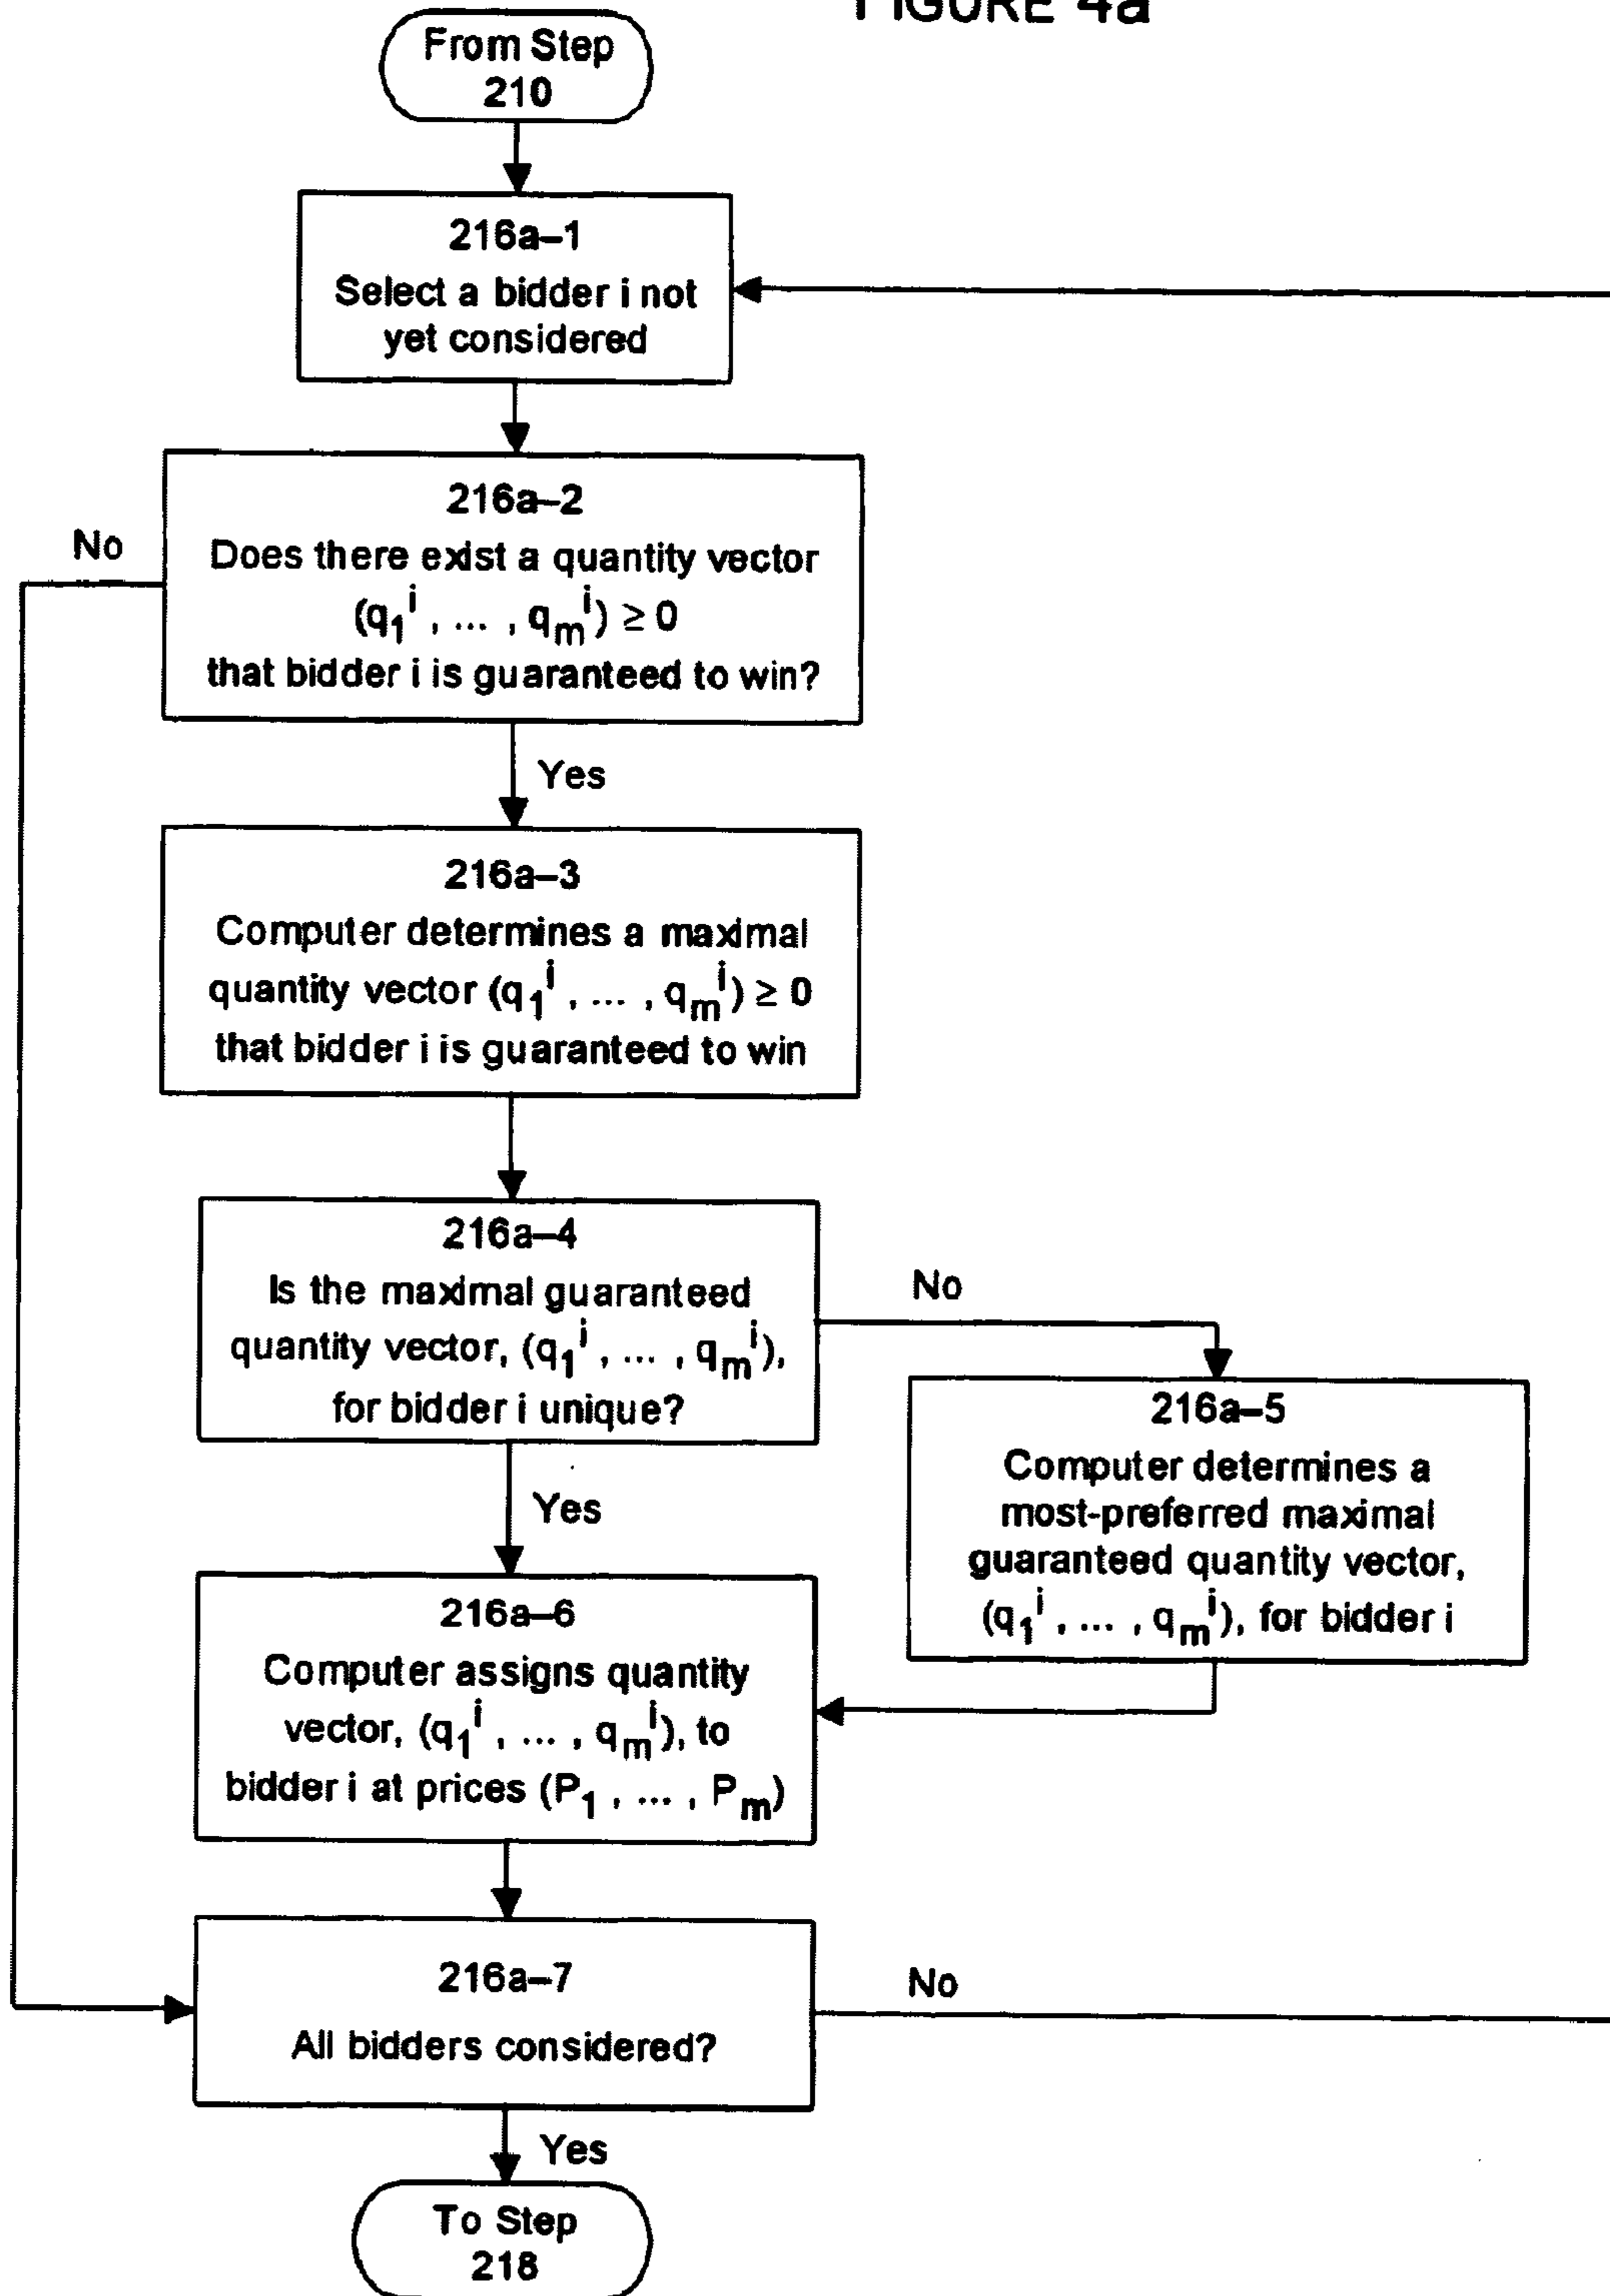 FIGURE 4a
From Step
210
216a–1
Select a bidder i not
yet considered
216a–2
Does there exist a quantity vector
(q₁ⁱ , ... , qₘⁱ) ≥ 0
that bidder i is guaranteed to win?
No
Yes
216a–3
Computer determines a maximal
quantity vector (q₁ⁱ , ... , qₘⁱ) ≥ 0
that bidder i is guaranteed to win
216a–4
Is the maximal guaranteed
quantity vector, (q₁ⁱ , ... , qₘⁱ),
for bidder i unique?
No
Yes
216a–5
Computer determines a
most-preferred maximal
guaranteed quantity vector,
(q₁ⁱ , ... , qₘⁱ), for bidder i
216a–6
Computer assigns quantity
vector, (q₁ⁱ , ... , qₘⁱ), to
bidder i at prices (P₁ , ... , Pₘ)
216a–7
All bidders considered?
No
Yes
To Step
218